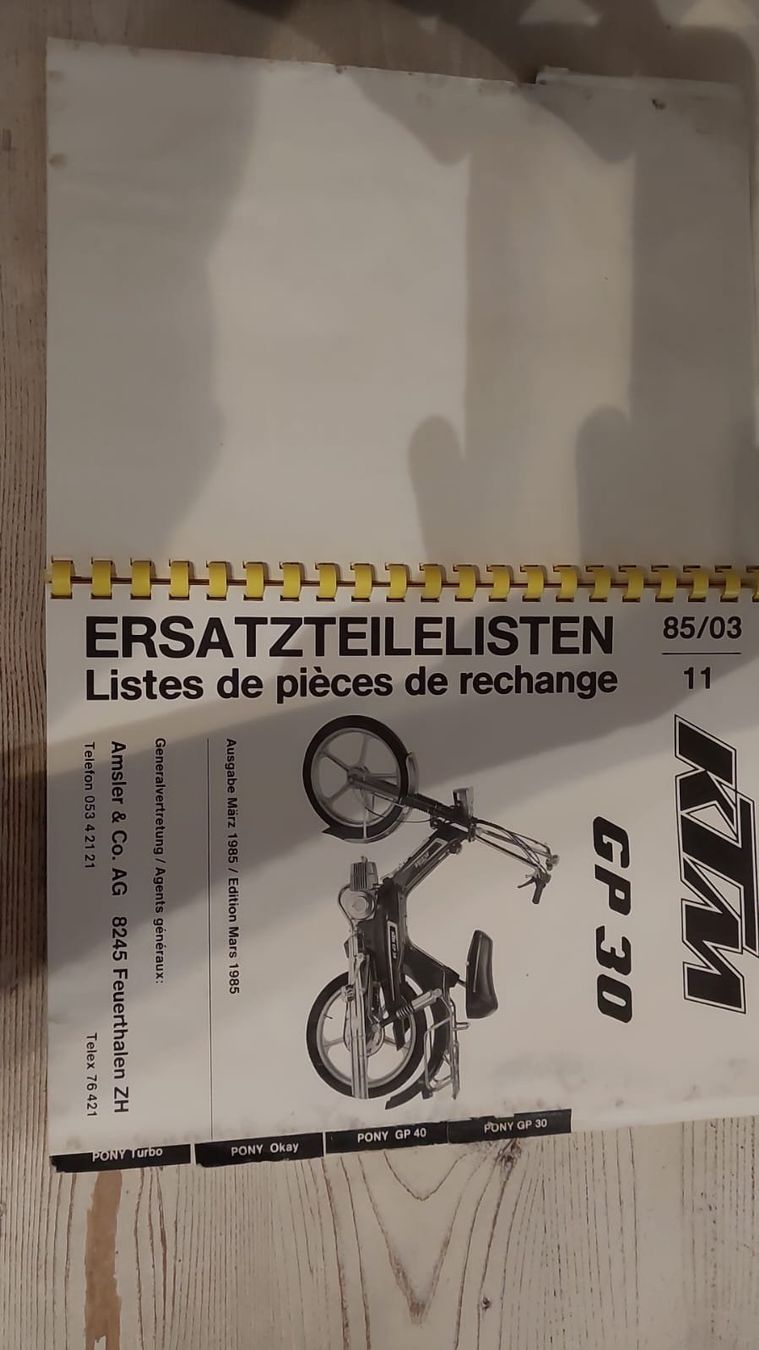 ERSATZTEILELISTEN
Listes de pièces de rechange
85/03
11
KTM
GP 30
Ausgabe März 1985 / Edition Mars 1985
Generalvertretung / Agents généraux:
Amsler & Co. AG 8245 Feuerthalen ZH
Telefon 053 4 21 21 Telex 76 421
PONY Turbo
PONY Okay
PONY GP 40
PONY GP 30